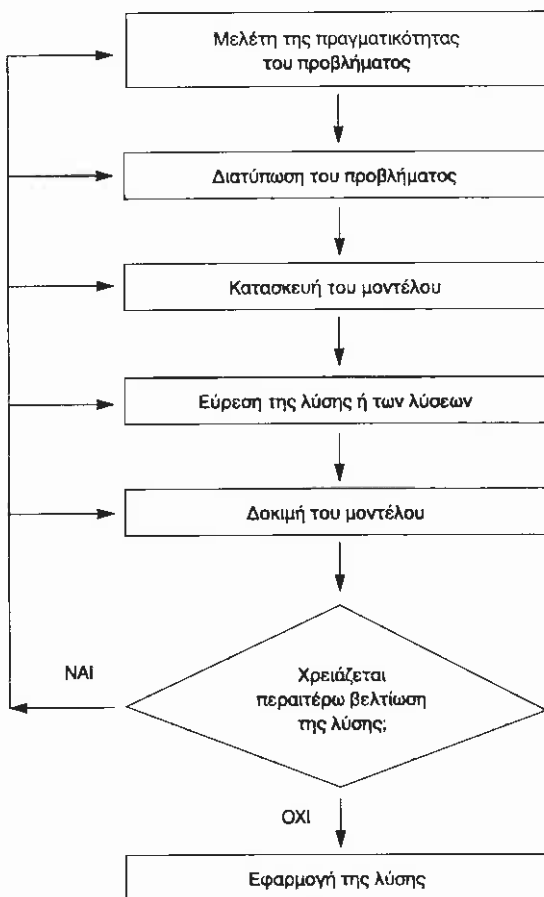 Μελέτη της πραγματικότητας
του προβλήματος
Διατύπωση του προβλήματος
Κατασκευή του μοντέλου
Εύρεση της λύσης ή των λύσεων
Δοκιμή του μοντέλου
Χρειάζεται
περαιτέρω βελτίωση
της λύσης;
ΝΑΙ
ΟΧΙ
Εφαρμογή της λύσης